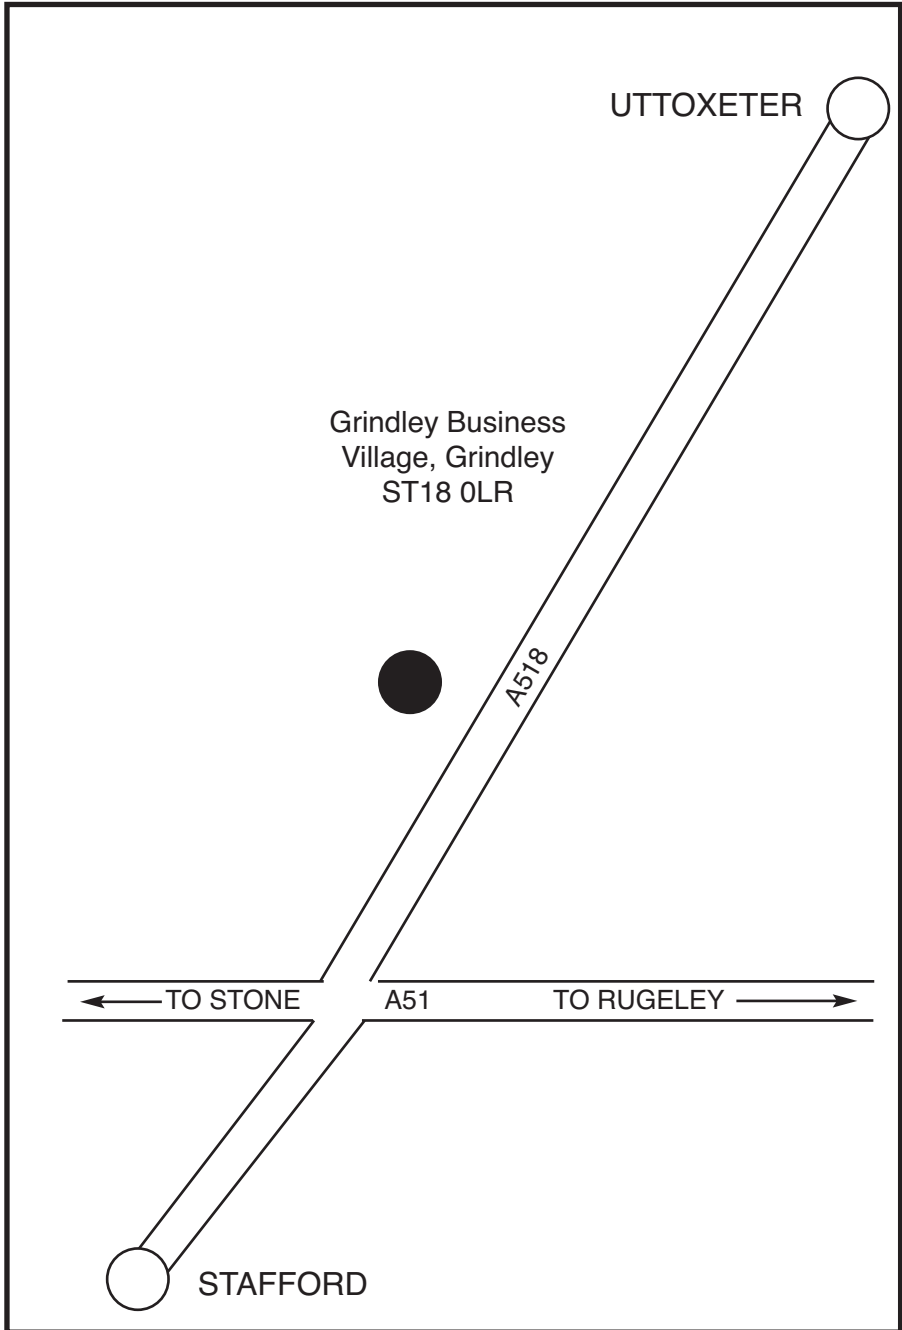 UTTOXETER
Grindley Business
Village, Grindley
ST18 0LR
A518
TO STONE A51 TO RUGELEY
STAFFORD